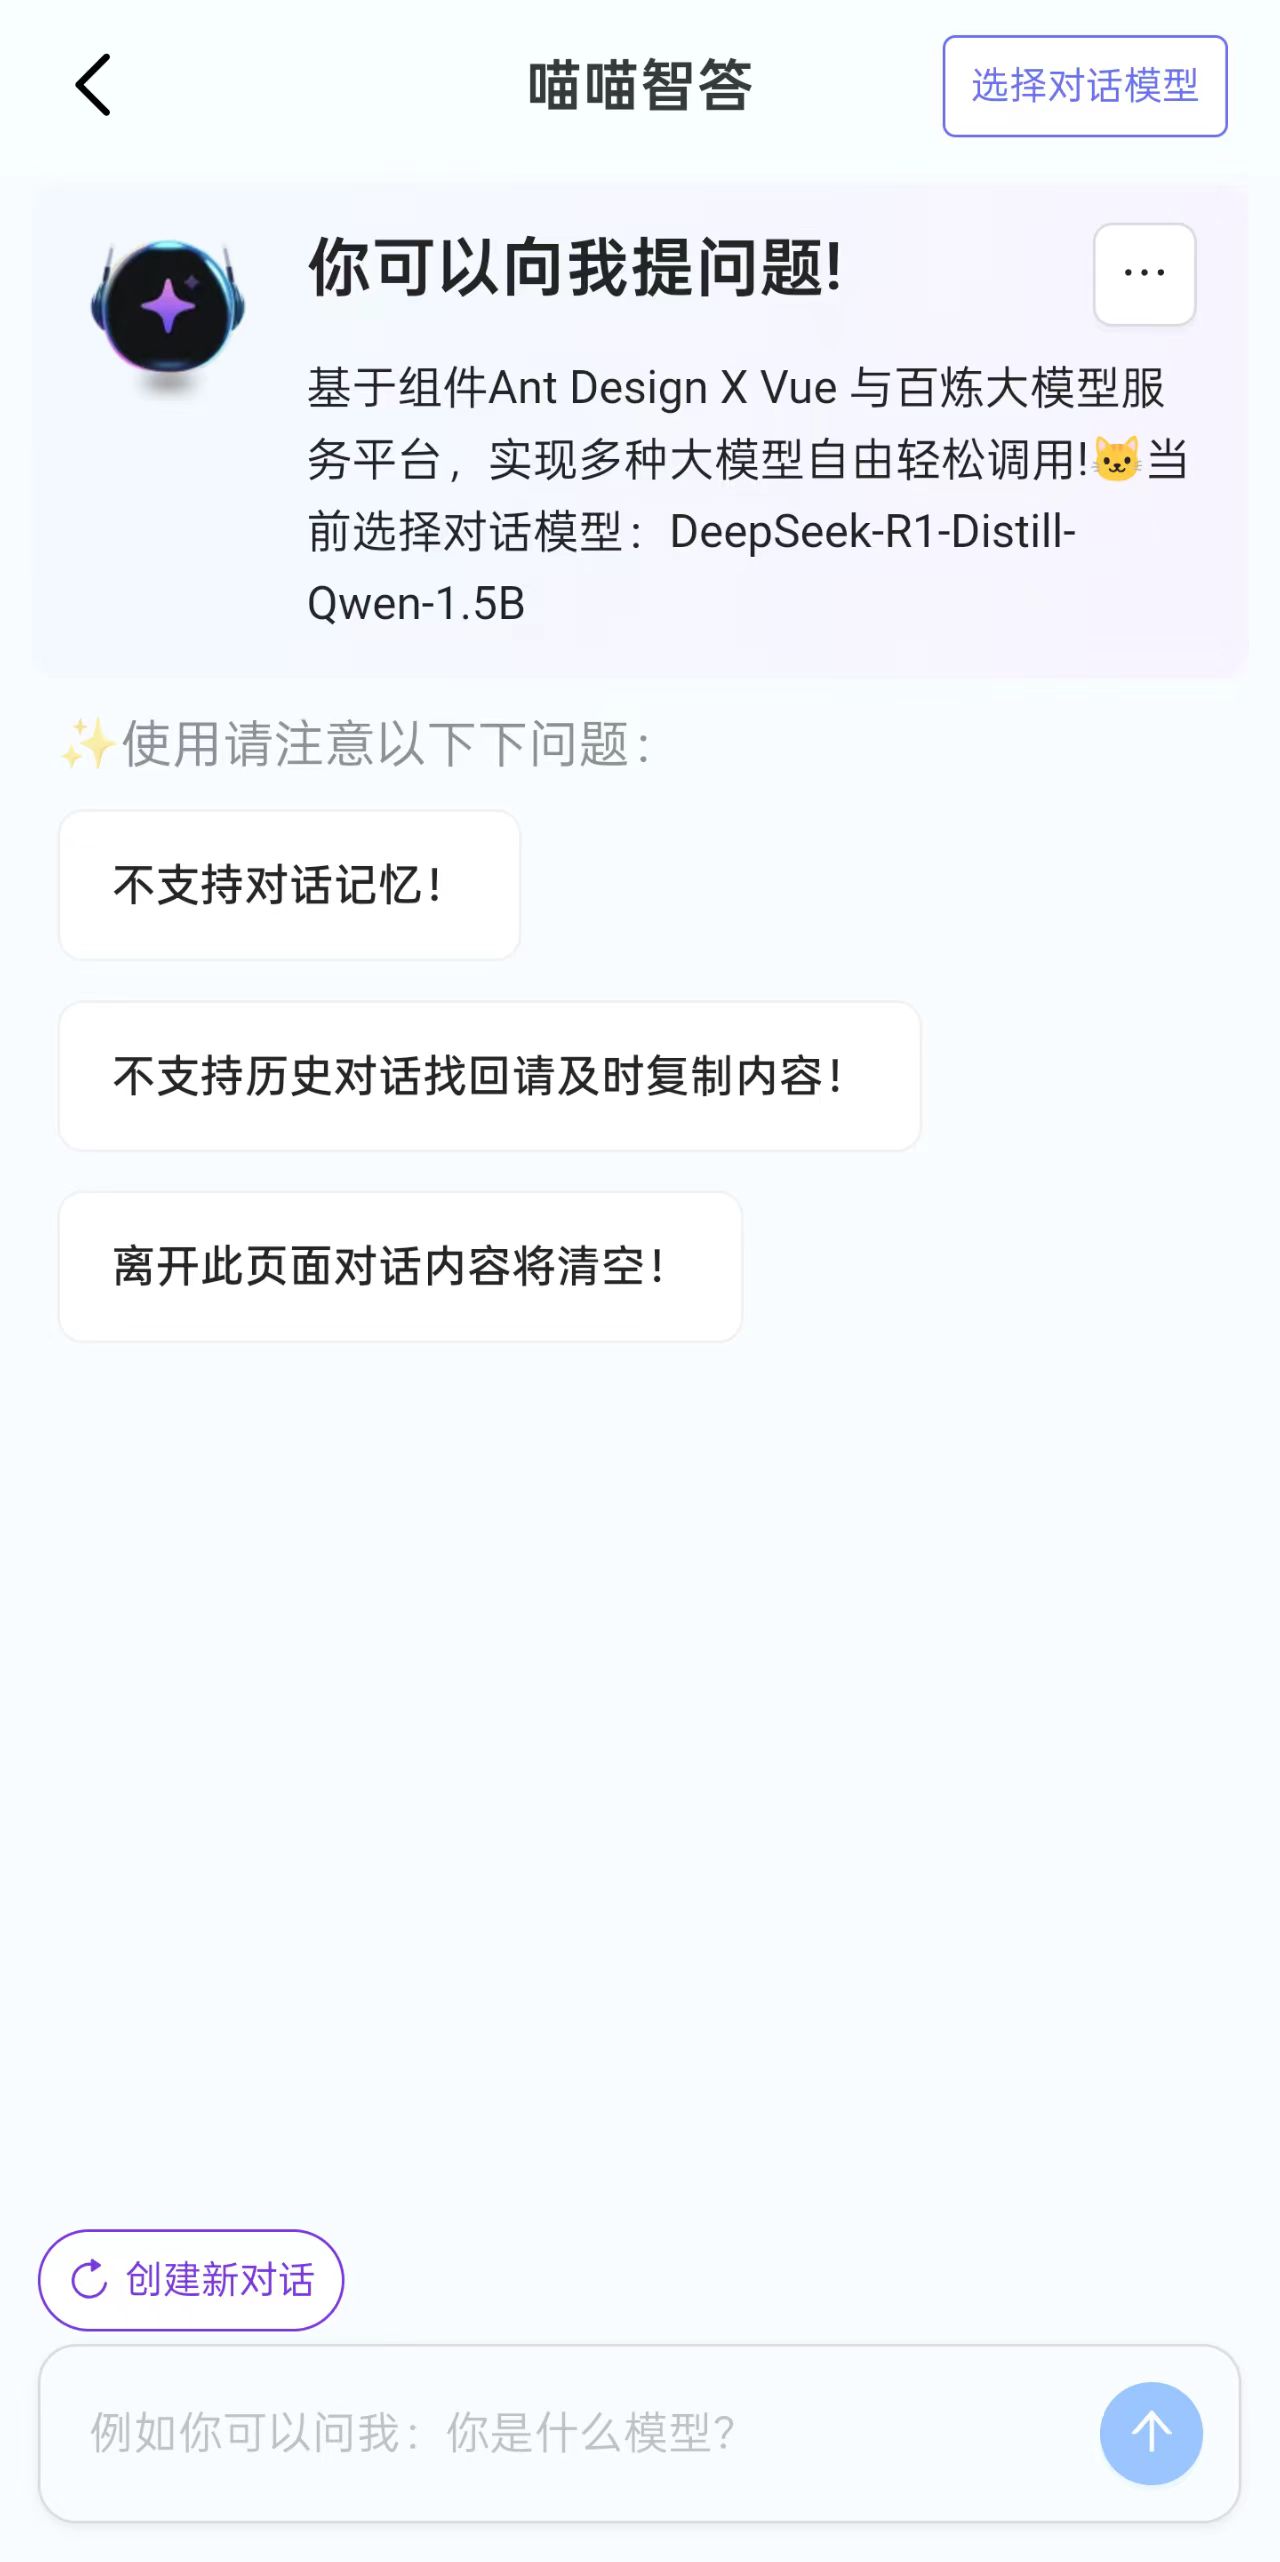 喵喵智答
选择对话模型
你可以向我提问题!
基于组件Ant Design X Vue 与百炼大模型服
务平台，实现多种大模型自由轻松调用!🐱当
前选择对话模型：DeepSeek-R1-Distill-
Qwen-1.5B
✨使用请注意以下下问题：
不支持对话记忆！
不支持历史对话找回请及时复制内容！
离开此页面对话内容将清空！
创建新对话
例如你可以问我：你是什么模型？